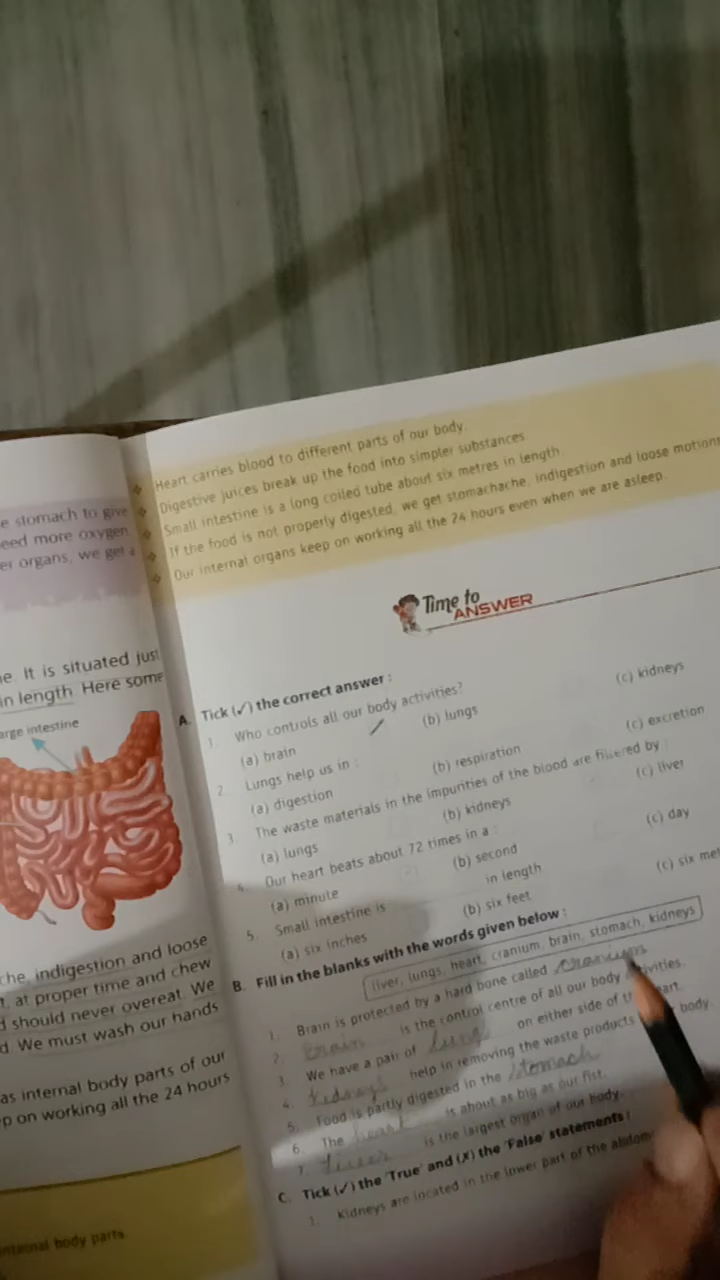 e stomach to give
eed more oxygen
er organs, we get a
e. It is situated just
in length. Here some
arge intestine
che, indigestion and loose
t, at proper time and chew
d should never overeat. We
d. We must wash our hands
as internal body parts of our
p on working all the 24 hours
internal body parts.
Heart carries blood to different parts of our body.
Digestive juices break up the food into simpler substances
Small intestine is a long coiled tube about six metres in length
If the food is not properly digested, we get stomachache, indigestion and loose motions
Our internal organs keep on working all the 24 hours even when we are asleep.
Time to
ANSWER
A. Tick (✓) the correct answer :
1. Who controls all our body activities?
(a) brain (b) lungs (c) kidneys
2. Lungs help us in :
(a) digestion (b) respiration (c) excretion
3. The waste materials in the impurities of the blood are filtered by :
(a) lungs (b) kidneys (c) liver
4. Our heart beats about 72 times in a :
(a) minute (b) second (c) day
5. Small intestine is in length
(a) six inches (b) six feet (c) six met
B. Fill in the blanks with the words given below :
liver, lungs, heart, cranium, brain, stomach, kidneys
1. Brain is protected by a hard bone called cranium
2. Brain is the control centre of all our body activities.
3. We have a pair of lungs on either side of the heart.
4. kidneys help in removing the waste products body
5. Food is partly digested in the stomach
6. The heart is about as big as our fist.
7. liver is the largest organ of our body.
C. Tick (✓) the 'True' and (✗) the 'False' statements :
1. Kidneys are located in the lower part of the abdom